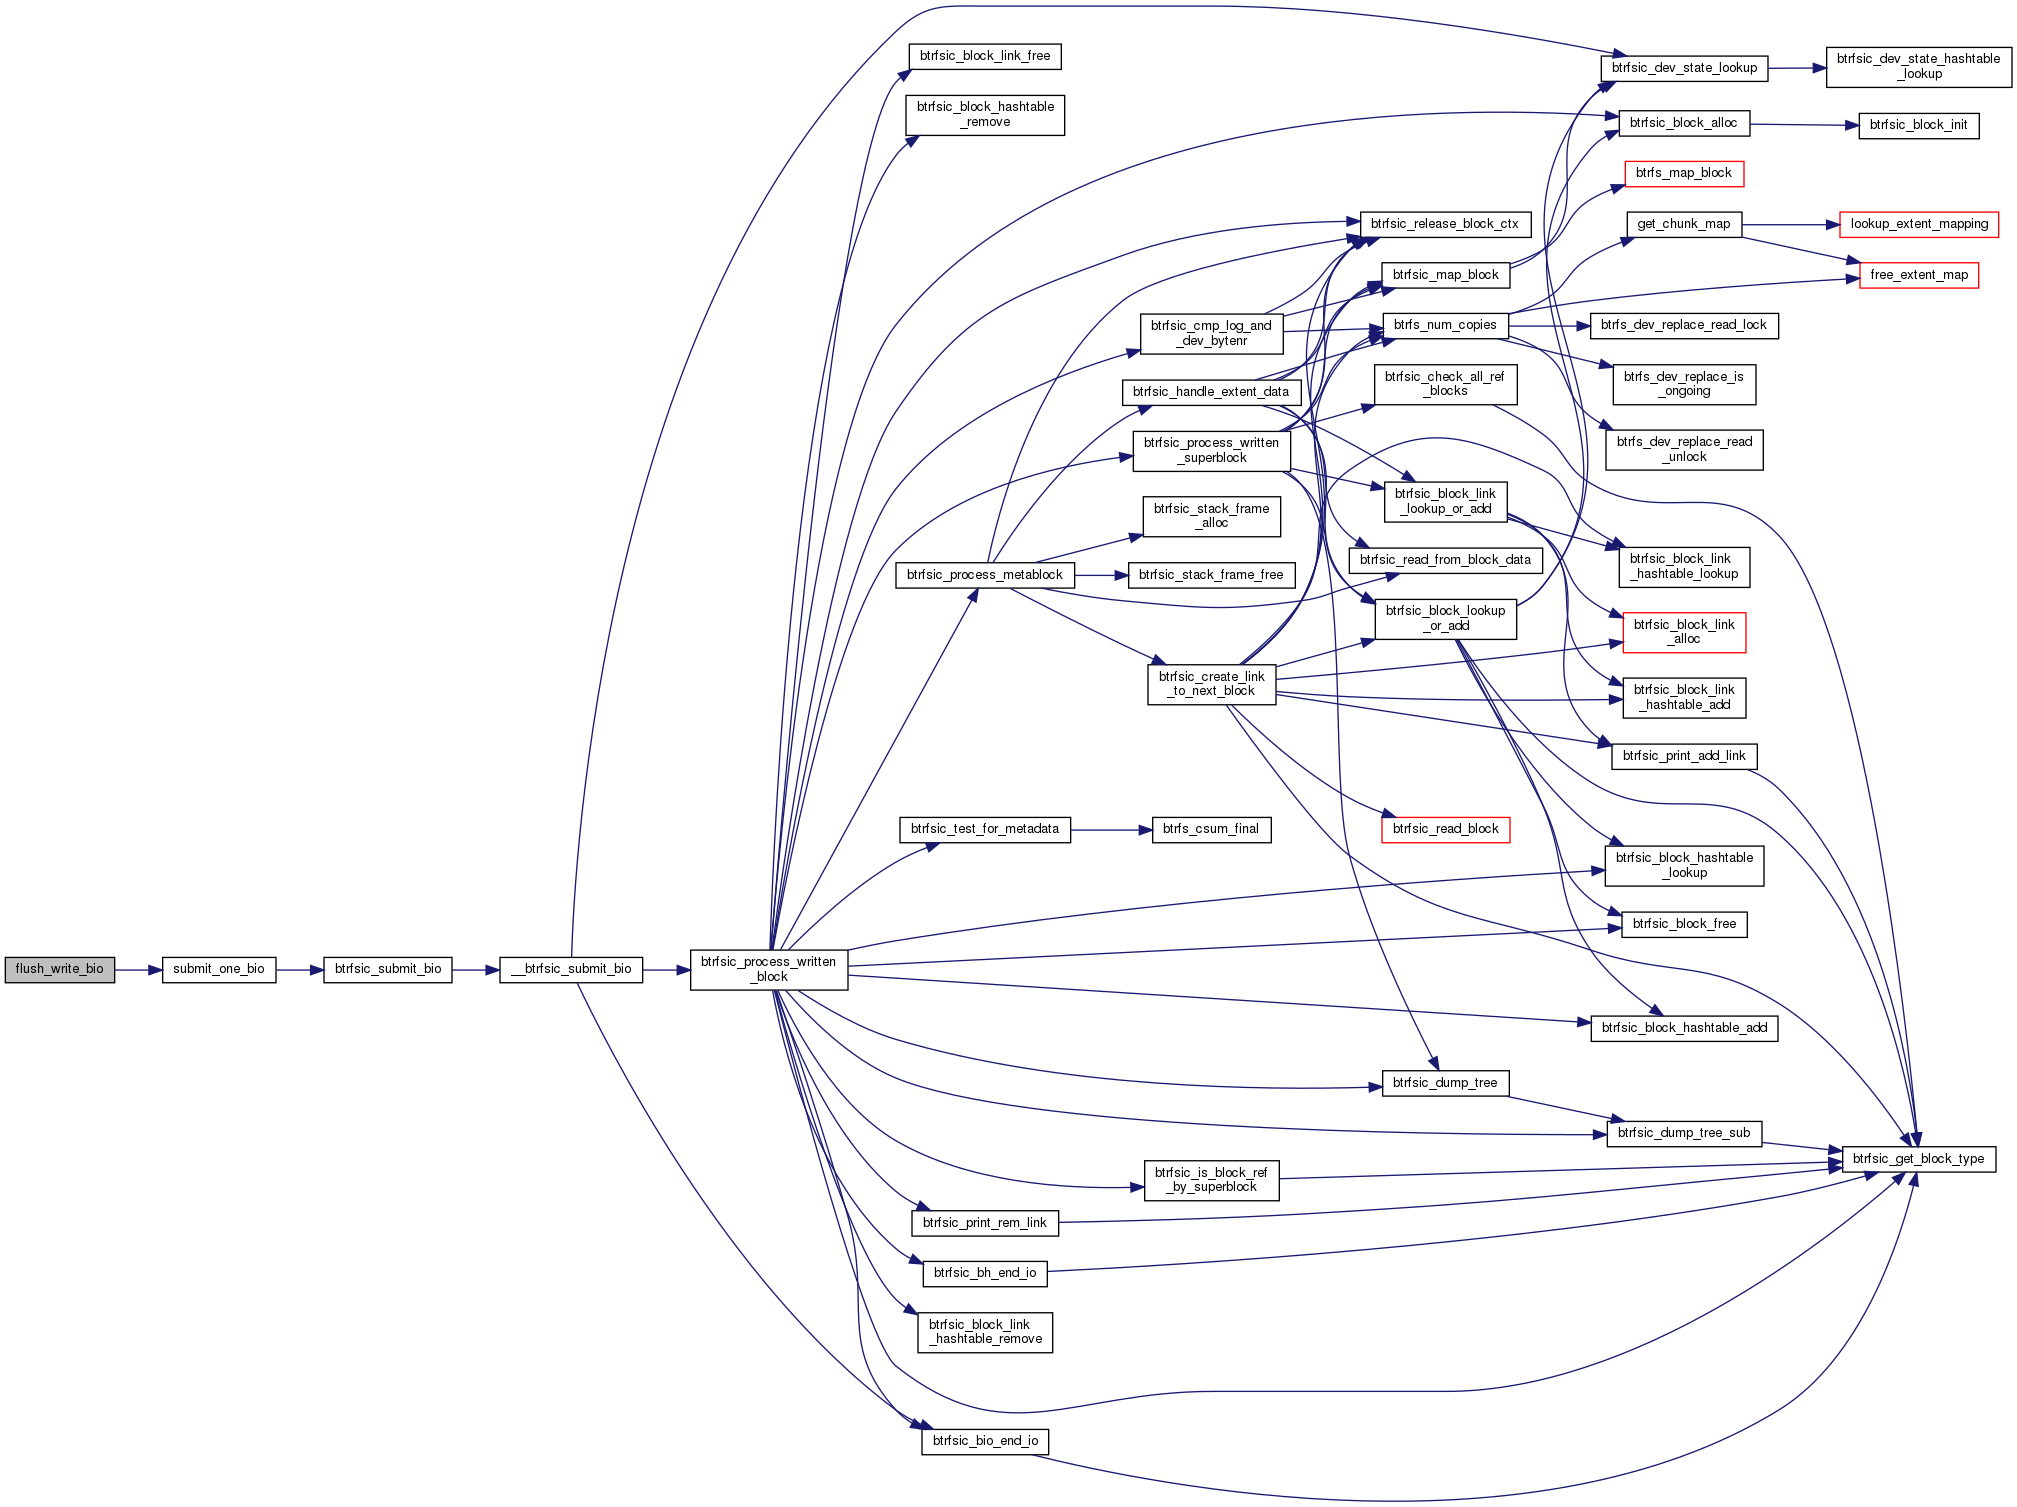 flush_write_bio
submit_one_bio
btrfsic_submit_bio
__btrfsic_submit_bio
btrfsic_process_written
_block
btrfsic_block_link_free
btrfsic_block_hashtable
_remove
btrfsic_process_metablock
btrfsic_test_for_metadata
btrfsic_print_rem_link
btrfsic_bh_end_io
btrfsic_block_link
_hashtable_remove
btrfsic_bio_end_io
btrfsic_cmp_log_and
_dev_bytenr
btrfsic_handle_extent_data
btrfsic_process_written
_superblock
btrfsic_stack_frame
_alloc
btrfsic_stack_frame_free
btrfsic_create_link
_to_next_block
btrfs_csum_final
btrfsic_is_block_ref
_by_superblock
btrfsic_release_block_ctx
btrfsic_map_block
btrfs_num_copies
btrfsic_check_all_ref
_blocks
btrfsic_block_link
_lookup_or_add
btrfsic_read_from_block_data
btrfsic_block_lookup
_or_add
btrfsic_read_block
btrfsic_dump_tree
btrfsic_dev_state_lookup
btrfsic_block_alloc
btrfs_map_block
get_chunk_map
btrfs_dev_replace_read_lock
btrfs_dev_replace_is
_ongoing
btrfs_dev_replace_read
_unlock
btrfsic_block_link
_hashtable_lookup
btrfsic_block_link
_alloc
btrfsic_block_link
_hashtable_add
btrfsic_print_add_link
btrfsic_block_hashtable
_lookup
btrfsic_block_free
btrfsic_block_hashtable_add
btrfsic_dump_tree_sub
btrfsic_dev_state_hashtable
_lookup
btrfsic_block_init
lookup_extent_mapping
free_extent_map
btrfsic_get_block_type